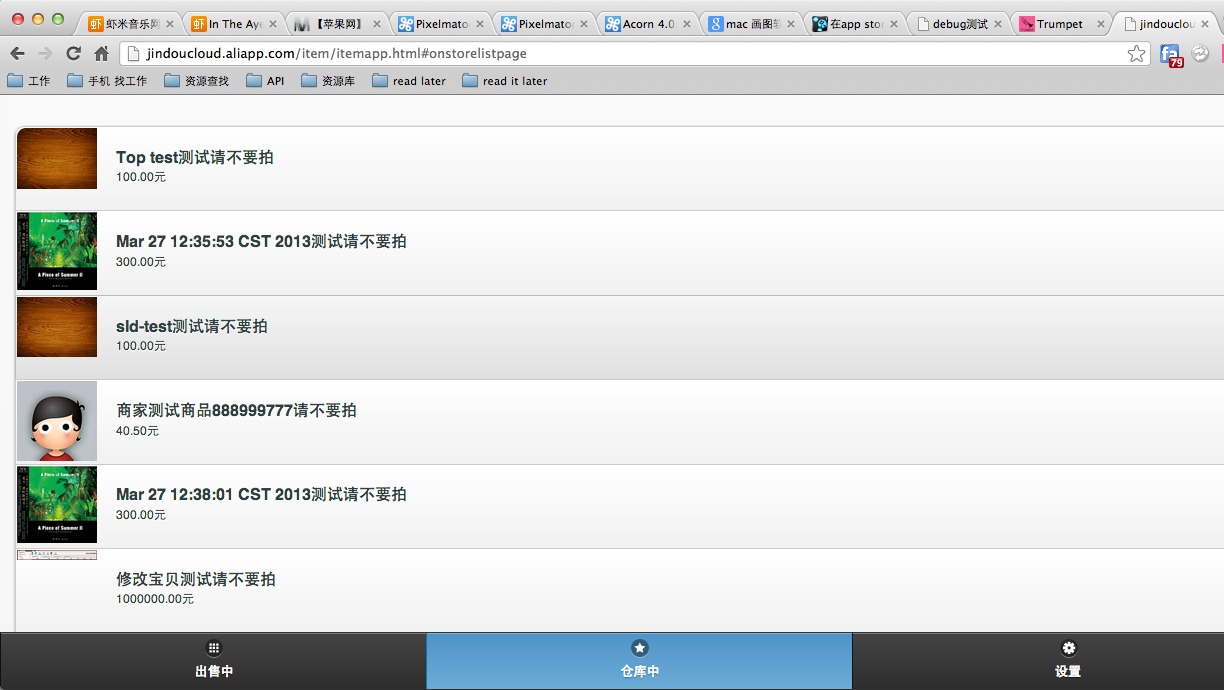 虾米音乐网
In The Aye
【苹果网】
Pixelmato
Pixelmato
Acorn 4.0
mac 画图软
在app stor
debug测试
Trumpet
jindouclou
jindoucloud.aliapp.com/item/itemapp.html#onstorelistpage
79
工作
手机 找工作
资源查找
API
资源库
read later
read it later
Top test测试请不要拍
100.00元
A Piece of Summer II
Mar 27 12:35:53 CST 2013测试请不要拍
300.00元
sld-test测试请不要拍
100.00元
商家测试商品888999777请不要拍
40.50元
A Piece of Summer II
Mar 27 12:38:01 CST 2013测试请不要拍
300.00元
修改宝贝测试请不要拍
1000000.00元
出售中
仓库中
设置